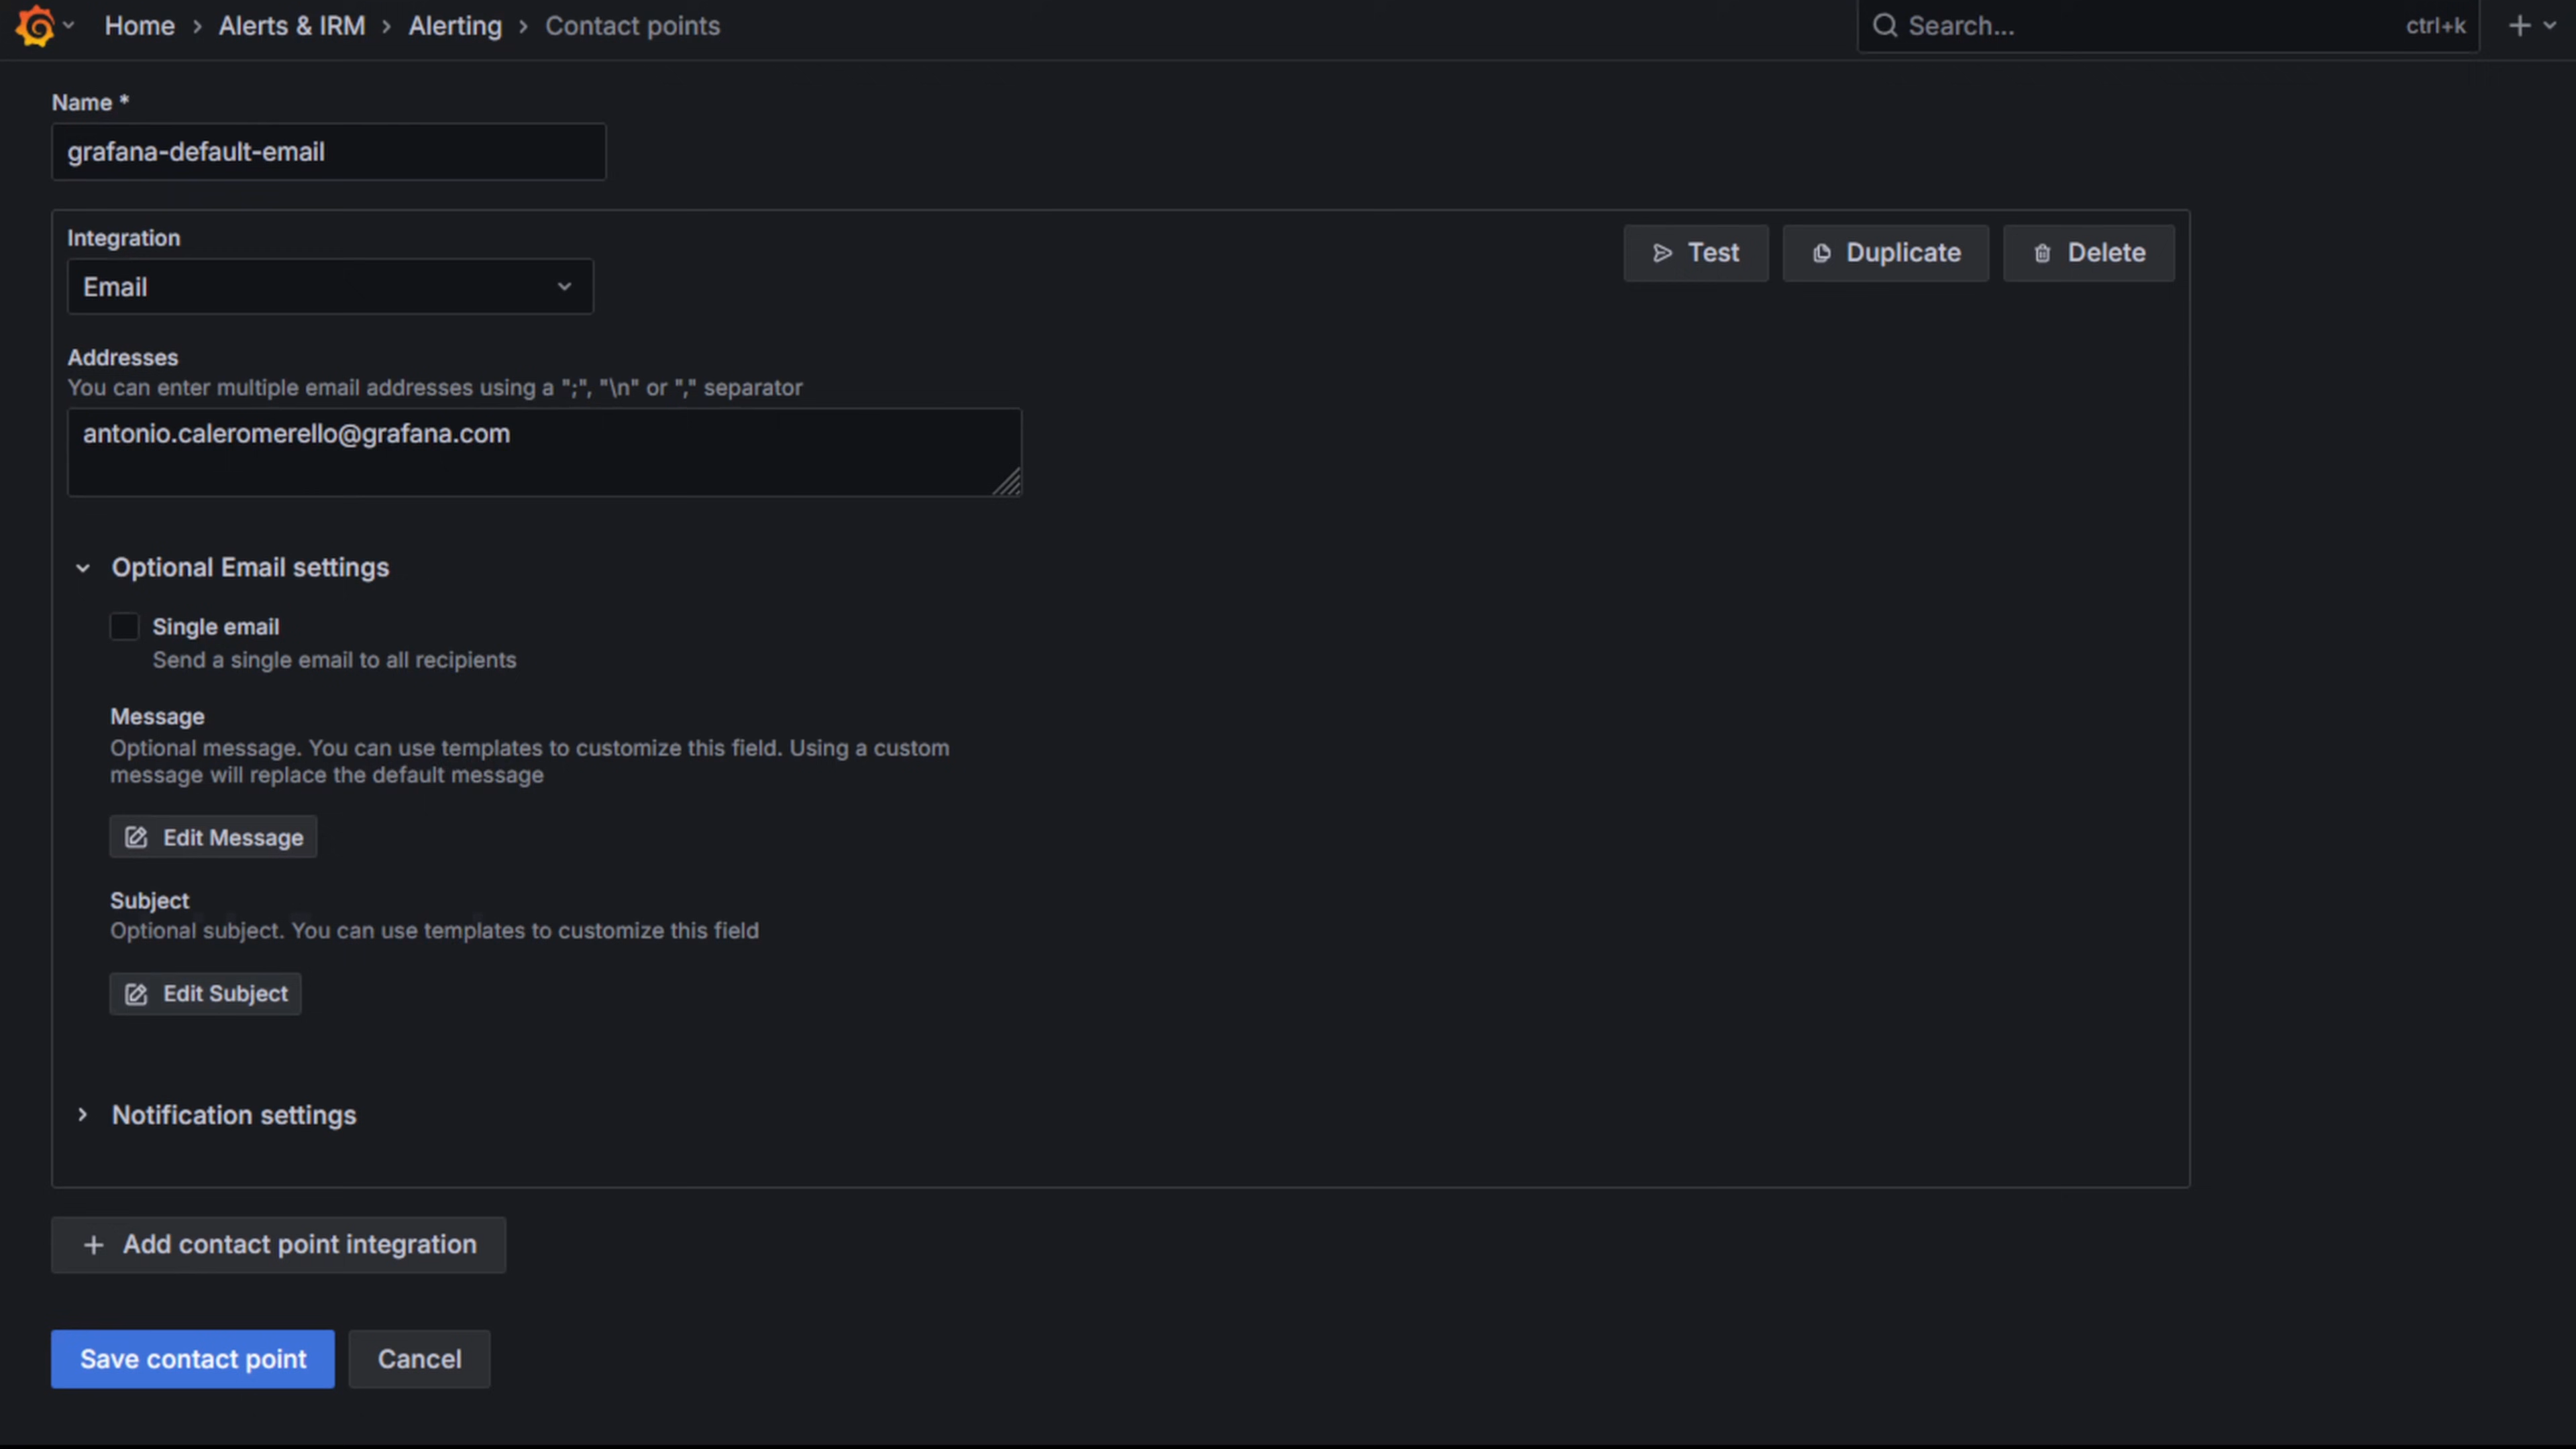 Home > Alerts & IRM > Alerting > Contact points
Search...
ctrl+k
Name *
grafana-default-email
Integration
Test
Duplicate
Delete
Email
Addresses
You can enter multiple email addresses using a ";", "\n" or "," separator
antonio.caleromerello@grafana.com
Optional Email settings
Single email
Send a single email to all recipients
Message
Optional message. You can use templates to customize this field. Using a custom
message will replace the default message
Edit Message
Subject
Optional subject. You can use templates to customize this field
Edit Subject
Notification settings
Add contact point integration
Save contact point
Cancel